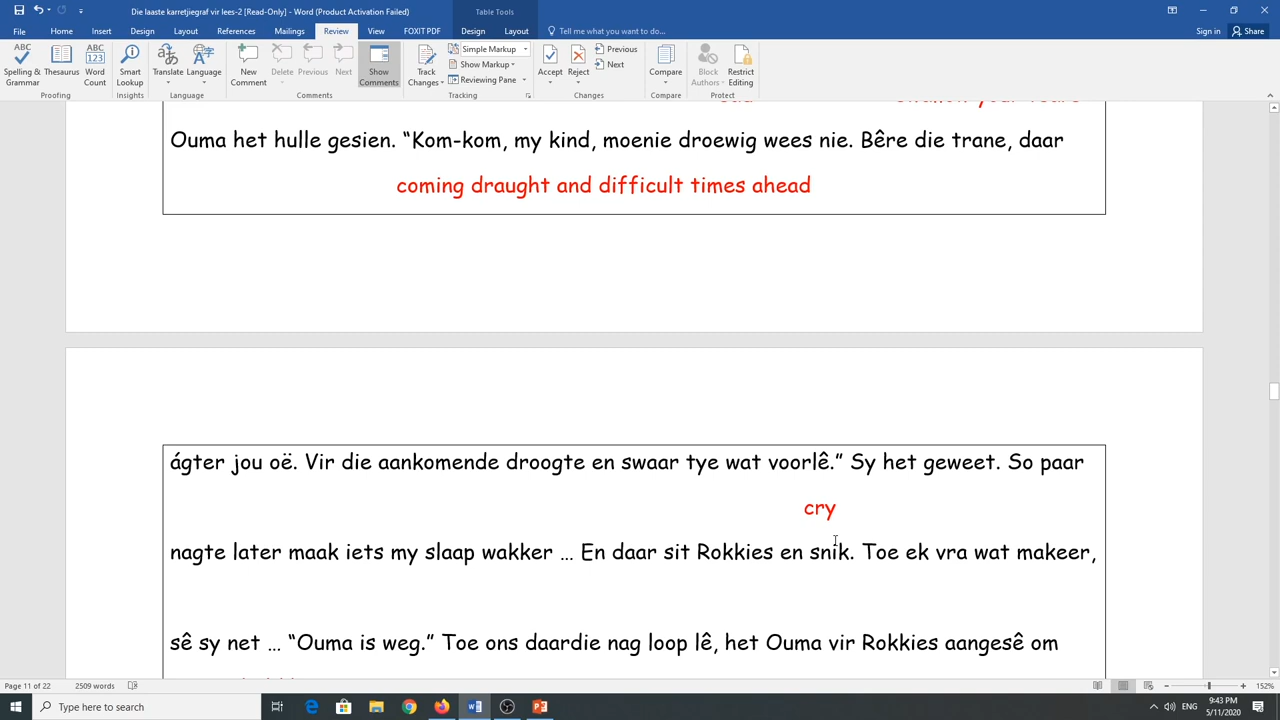 Die laaste karretjiegraf vir lees-2 [Read-Only] - Word (Product Activation Failed)
Table Tools
File Home Insert Design Layout References Mailings Review View FOXIT PDF Design Layout Tell me what you want to do... Sign in Share
Spelling & Grammar Thesaurus Word Count Smart Lookup Translate Language New Comment Delete Previous Next Show Comments Track Changes Simple Markup Show Markup Reviewing Pane Accept Reject Previous Next Compare Block Authors Restrict Editing
Proofing Insights Language Comments Tracking Changes Compare Protect
Ouma het hulle gesien. “Kom-kom, my kind, moenie droewig wees nie. Bêre die trane, daar
coming draught and difficult times ahead
ágter jou oë. Vir die aankomende droogte en swaar tye wat voorlê.” Sy het geweet. So paar
cry
nagte later maak iets my slaap wakker … En daar sit Rokkies en snik. Toe ek vra wat makeer,
sê sy net … “Ouma is weg.” Toe ons daardie nag loop lê, het Ouma vir Rokkies aangesê om
Page 11 of 22 2509 words 152%
Type here to search
ENG 9:43 PM
5/11/2020